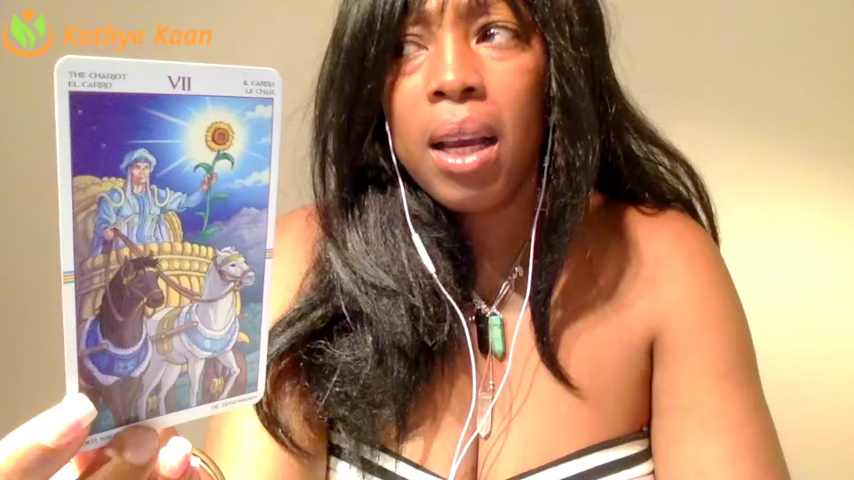 Kathye Kaan
THE CHARIOT
EL CARRO
VII
IL CARRO
LE CHAR